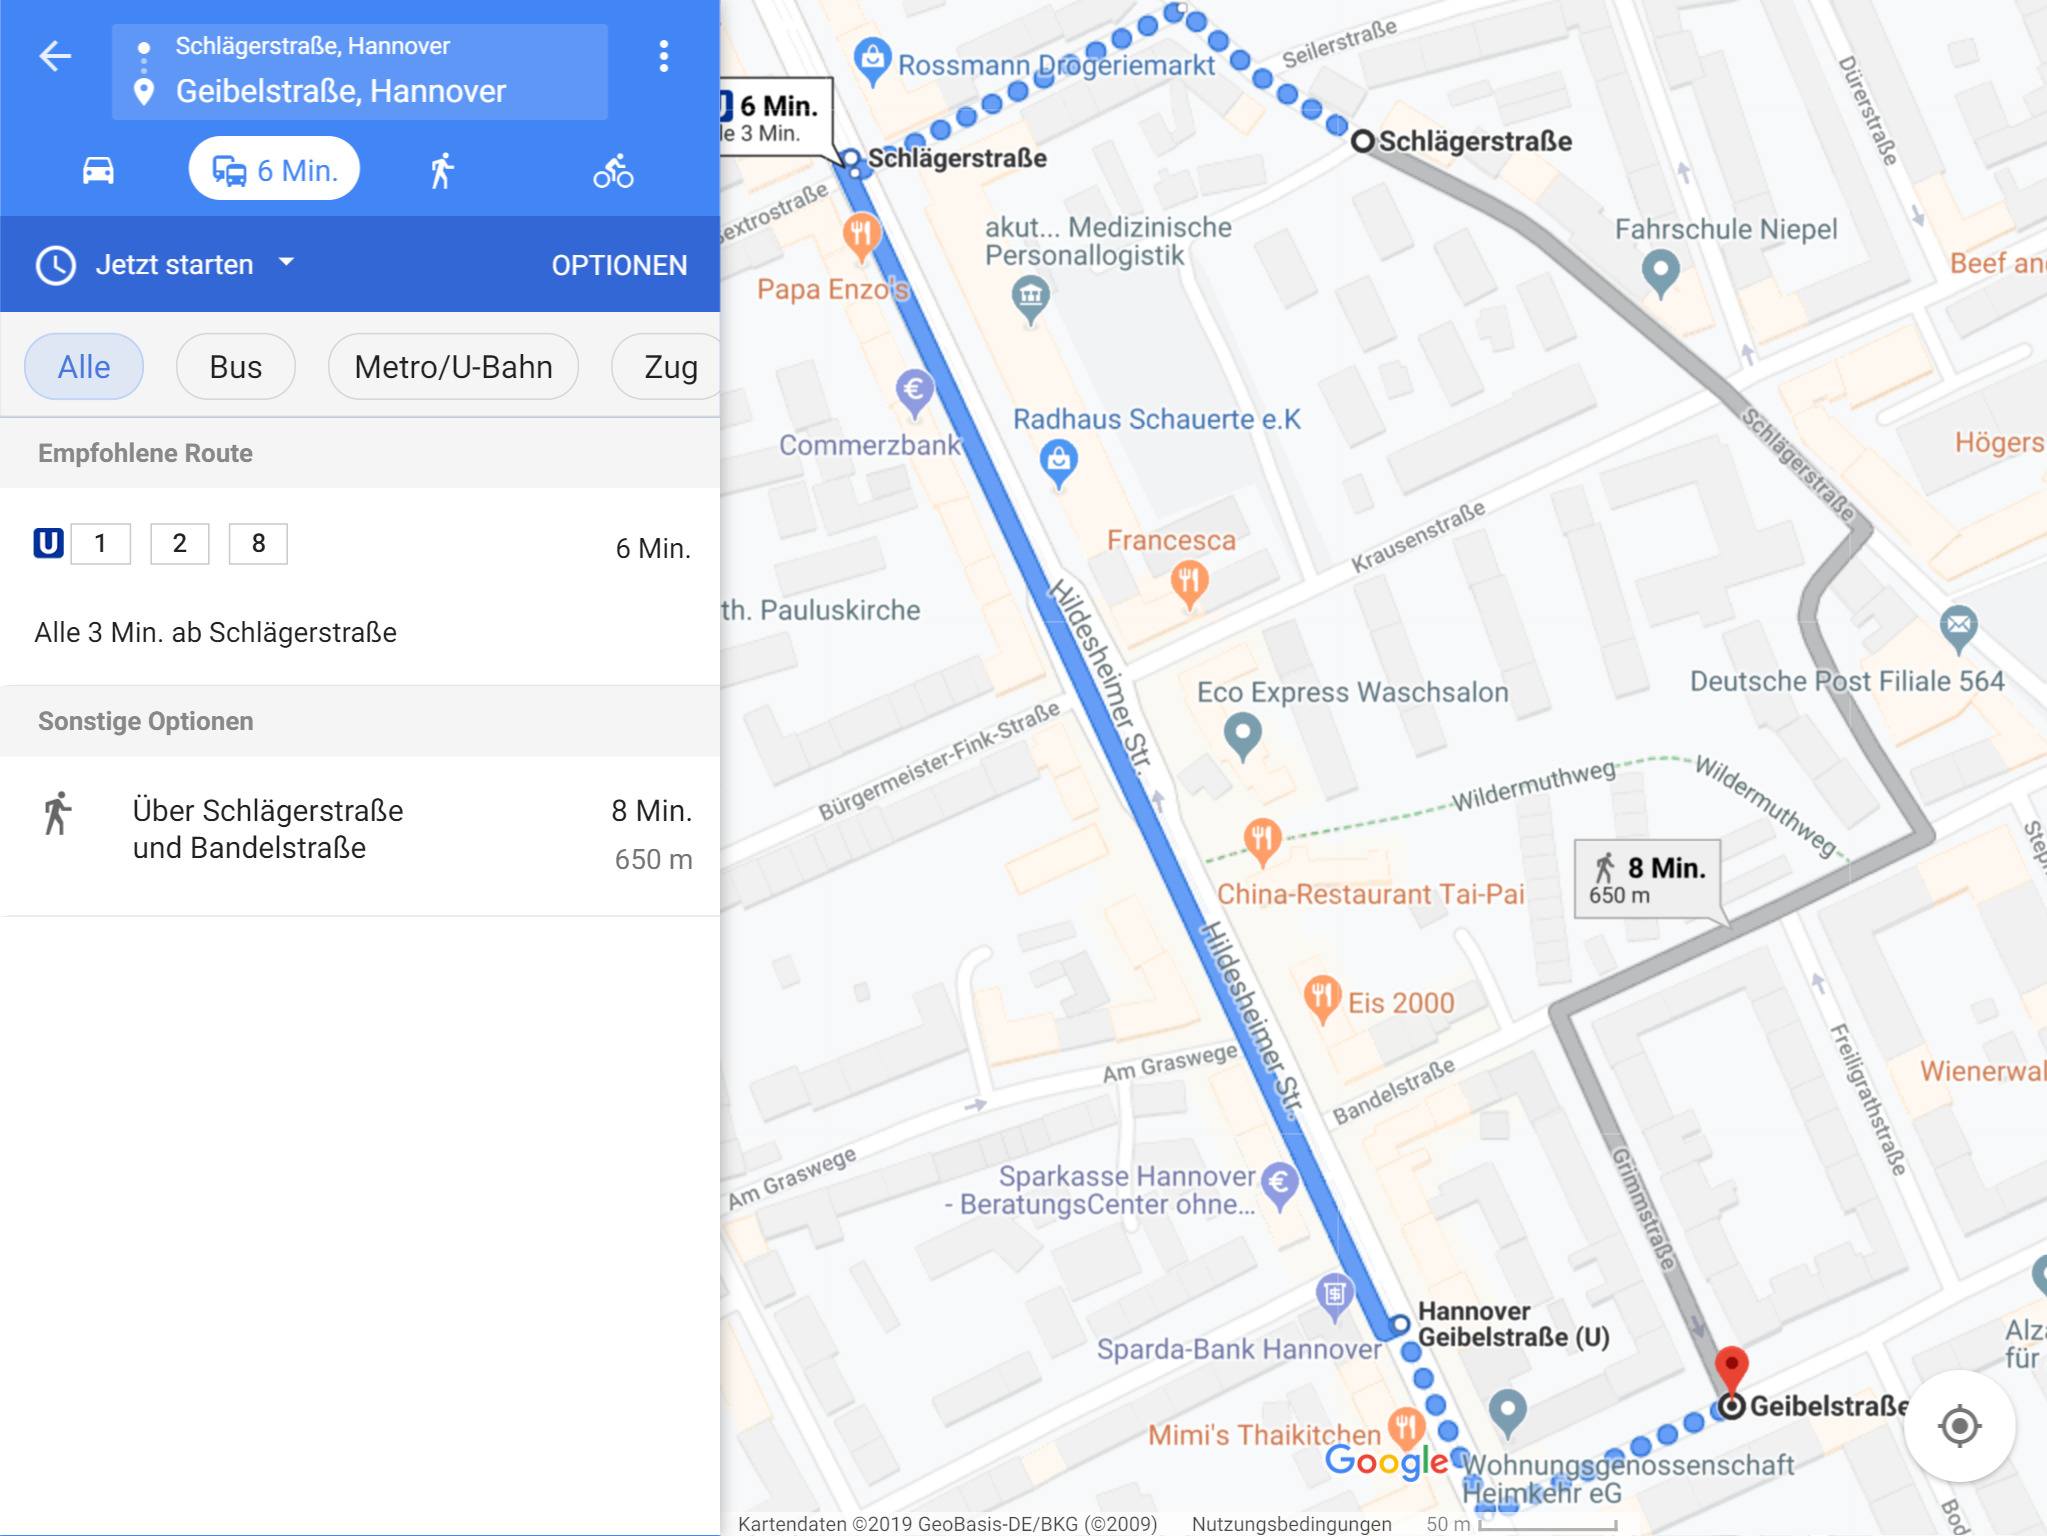 Schlägerstraße, Hannover
Geibelstraße, Hannover
6 Min.
Jetzt starten
OPTIONEN
Alle
Bus
Metro/U-Bahn
Zug
Empfohlene Route
U 1 2 8
6 Min.
Alle 3 Min. ab Schlägerstraße
Sonstige Optionen
Über Schlägerstraße
und Bandelstraße
8 Min.
650 m
Seilerstraße
Rossmann Drogeriemarkt
Dürerstraße
6 Min.
le 3 Min.
Schlägerstraße
Schlägerstraße
extrostraße
akut... Medizinische
Personallogistik
Fahrschule Niepel
Papa Enzo's
Beef an
Commerzbank
Radhaus Schauerte e.K
Schlägerstraße
Högers
Krausenstraße
Francesca
th. Pauluskirche
Hildesheimer Str.
Eco Express Waschsalon
Deutsche Post Filiale 564
Bürgermeister-Fink-Straße
Wildermuthweg
Wildermuthweg
China-Restaurant Tai-Pai
8 Min.
650 m
Step
Hildesheimer Str.
Eis 2000
Am Graswege
Bandelstraße
Freiligrathstraße
Wienerwal
Am Graswege
Sparkasse Hannover
- BeratungsCenter ohne...
Grimmstraße
Hannover
Geibelstraße (U)
Sparda-Bank Hannover
Alz
für
Geibelstraße
Mimi's Thaikitchen
Google
Wohnungsgenossenschaft
Heimkehr eG
Bod
Kartendaten ©2019 GeoBasis-DE/BKG (©2009)
Nutzungsbedingungen
50 m